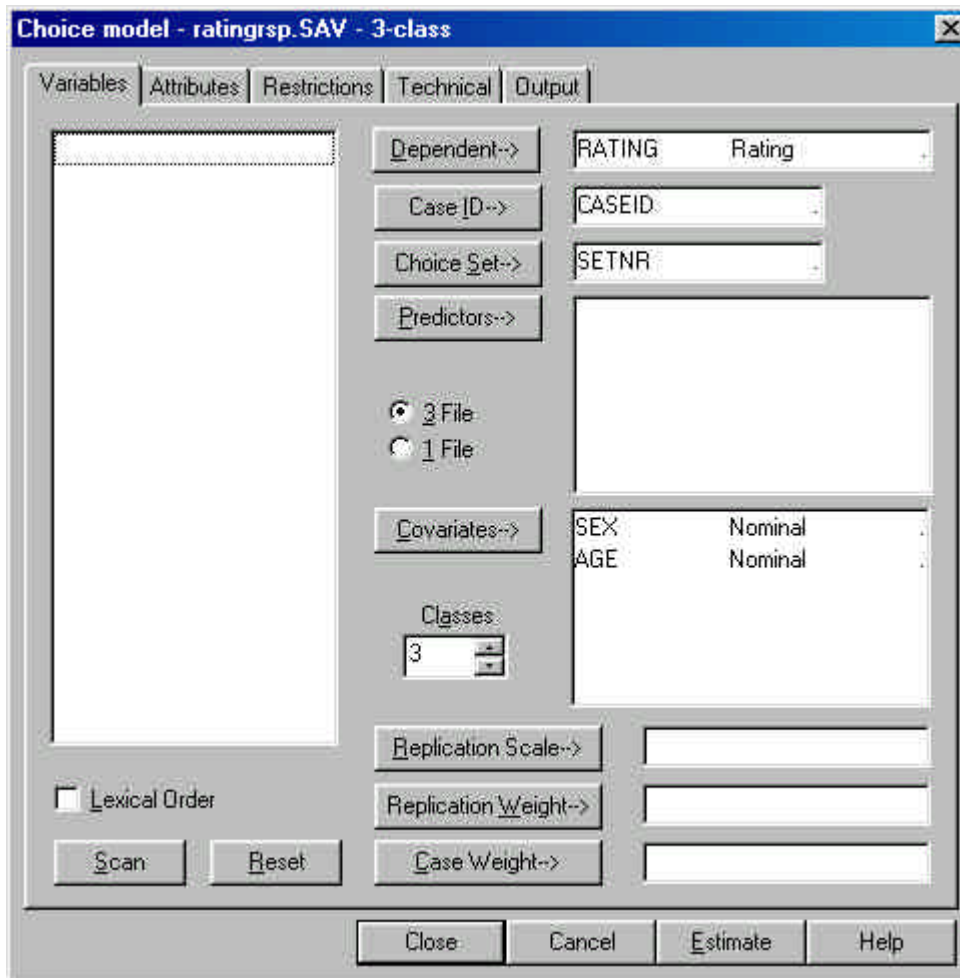 Choice model - ratingrsp.SAV - 3-class
Variables Attributes Restrictions Technical Output
Dependent--> RATING Rating .
Case ID--> CASEID .
Choice Set--> SETNR .
Predictors-->
3 File
1 File
Covariates--> SEX Nominal .
AGE Nominal .
Classes
3
Replication Scale-->
Lexical Order
Replication Weight-->
Scan Reset Case Weight-->
Close Cancel Estimate Help